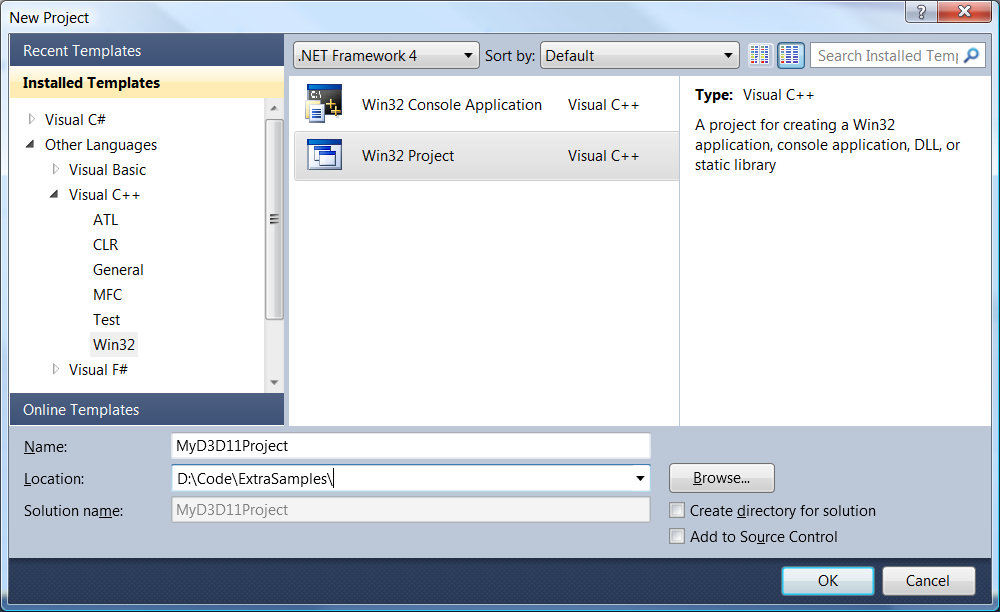 New Project
Recent Templates
.NET Framework 4 Sort by: Default Search Installed Temp
Installed Templates
Visual C#
Other Languages
Visual Basic
Visual C++
ATL
CLR
General
MFC
Test
Win32
Visual F#
Online Templates
C:\
Win32 Console Application Visual C++
Win32 Project Visual C++
Type: Visual C++
A project for creating a Win32
application, console application, DLL, or
static library
Name: MyD3D11Project
Location: D:\Code\ExtraSamples\ Browse...
Solution name: MyD3D11Project
Create directory for solution
Add to Source Control
OK Cancel